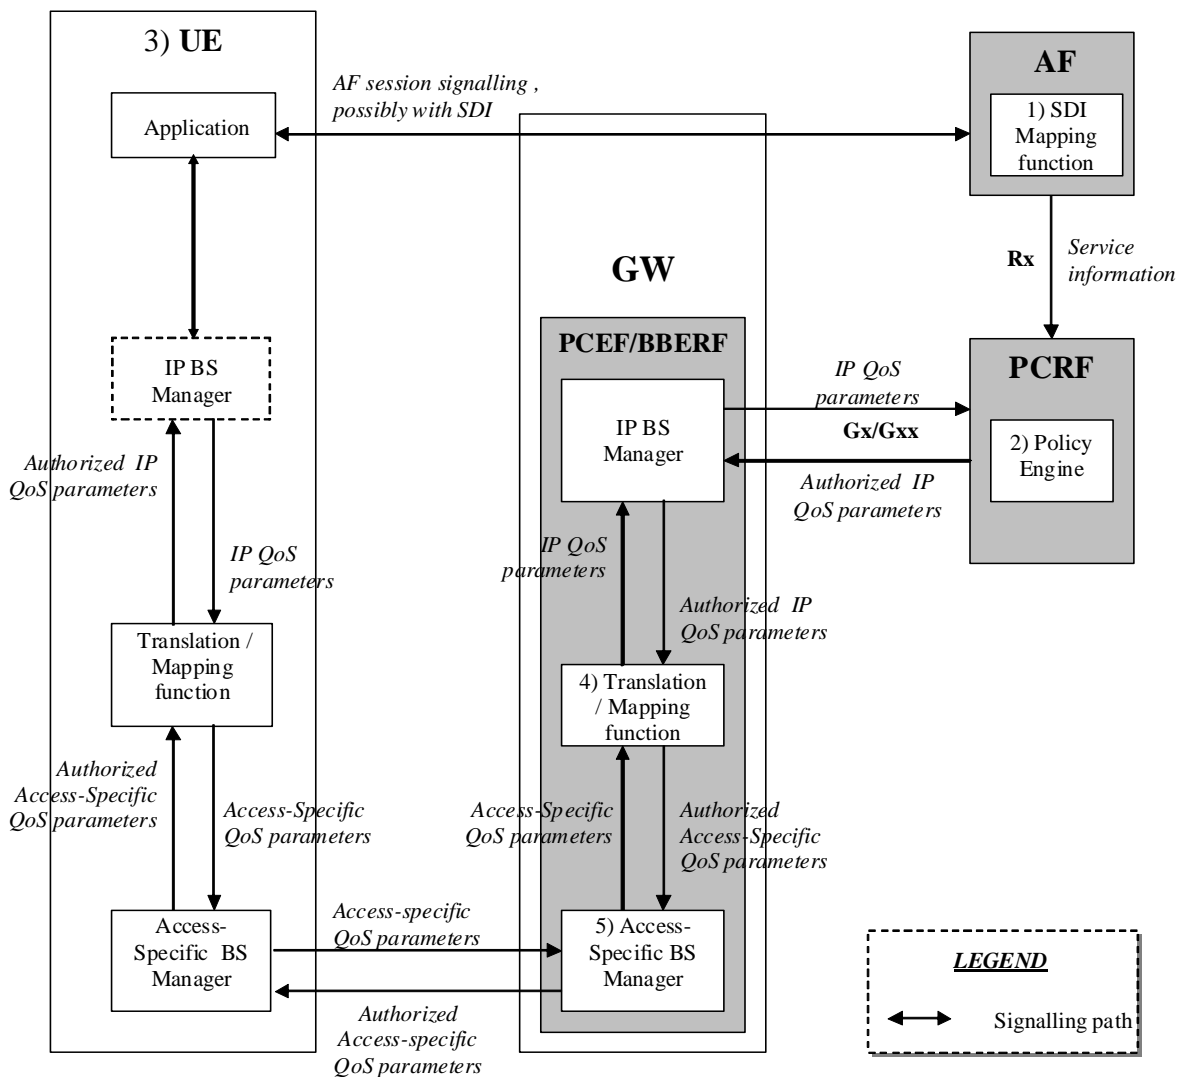 3) UE
Application
AF session signalling ,
possibly with SDI
AF
1) SDI
Mapping
function
Rx
Service
information
GW
PCEF/BBERF
PCRF
IP BS
Manager
IP BS
Manager
IP QoS
parameters
Gx/Gxx
2) Policy
Engine
Authorized IP
QoS parameters
Authorized IP
QoS parameters
IP QoS
parameters
IP QoS
parameters
Authorized IP
QoS parameters
Translation /
Mapping
function
4) Translation
/ Mapping
function
Authorized
Access-Specific
QoS parameters
Access-Specific
QoS parameters
Access-Specific
QoS parameters
Authorized
Access-Specific
QoS parameters
Access-
Specific BS
Manager
Access-specific
QoS parameters
5) Access-
Specific BS
Manager
Authorized
Access-specific
QoS parameters
LEGEND
Signalling path